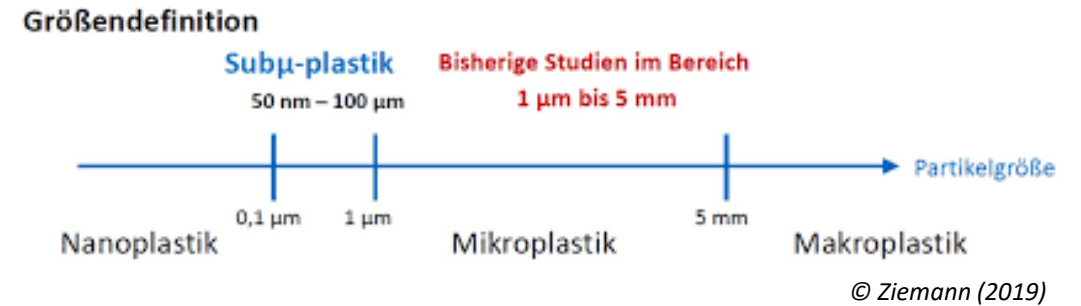 Größendefinition
Subµ-plastik
Bisherige Studien im Bereich
50 nm – 100 µm
1 µm bis 5 mm
Partikelgröße
0,1 µm
1 µm
5 mm
Nanoplastik
Mikroplastik
Makroplastik
© Ziemann (2019)